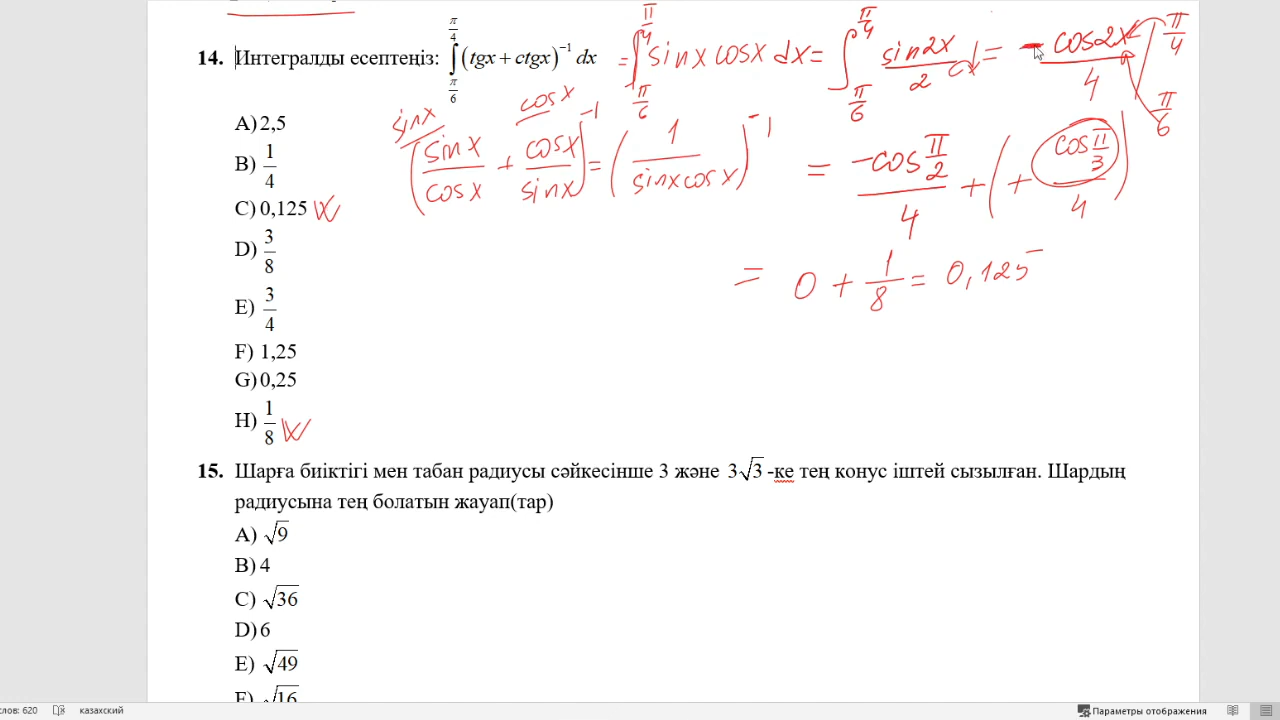 14. Интегралды есептеңіз: ∫_{π/6}^{π/4} (tgx + ctgx)^{-1} dx = ∫_{π/6}^{π/4} sinx cosx dx = ∫_{π/6}^{π/4} sin2x/2 dx = - cos2x/4 |_{π/6}^{π/4}
sinx cosx
(sinx/cosx + cosx/sinx)^{-1} = (1/sinxcosx)^{-1}
= -cos π/2 /4 + (+ cos π/3 /4)
= 0 + 1/8 = 0,125
A) 2,5
B) 1/4
C) 0,125
D) 3/8
E) 3/4
F) 1,25
G) 0,25
H) 1/8
15. Шарға биіктігі мен табан радиусы сәйкесінше 3 және 3√3 -ке тең конус іштей сызылған. Шардың
радиусына тең болатын жауап(тар)
A) √9
B) 4
C) √36
D) 6
E) √49
F) √16
слов: 620 казахский Параметры отображения